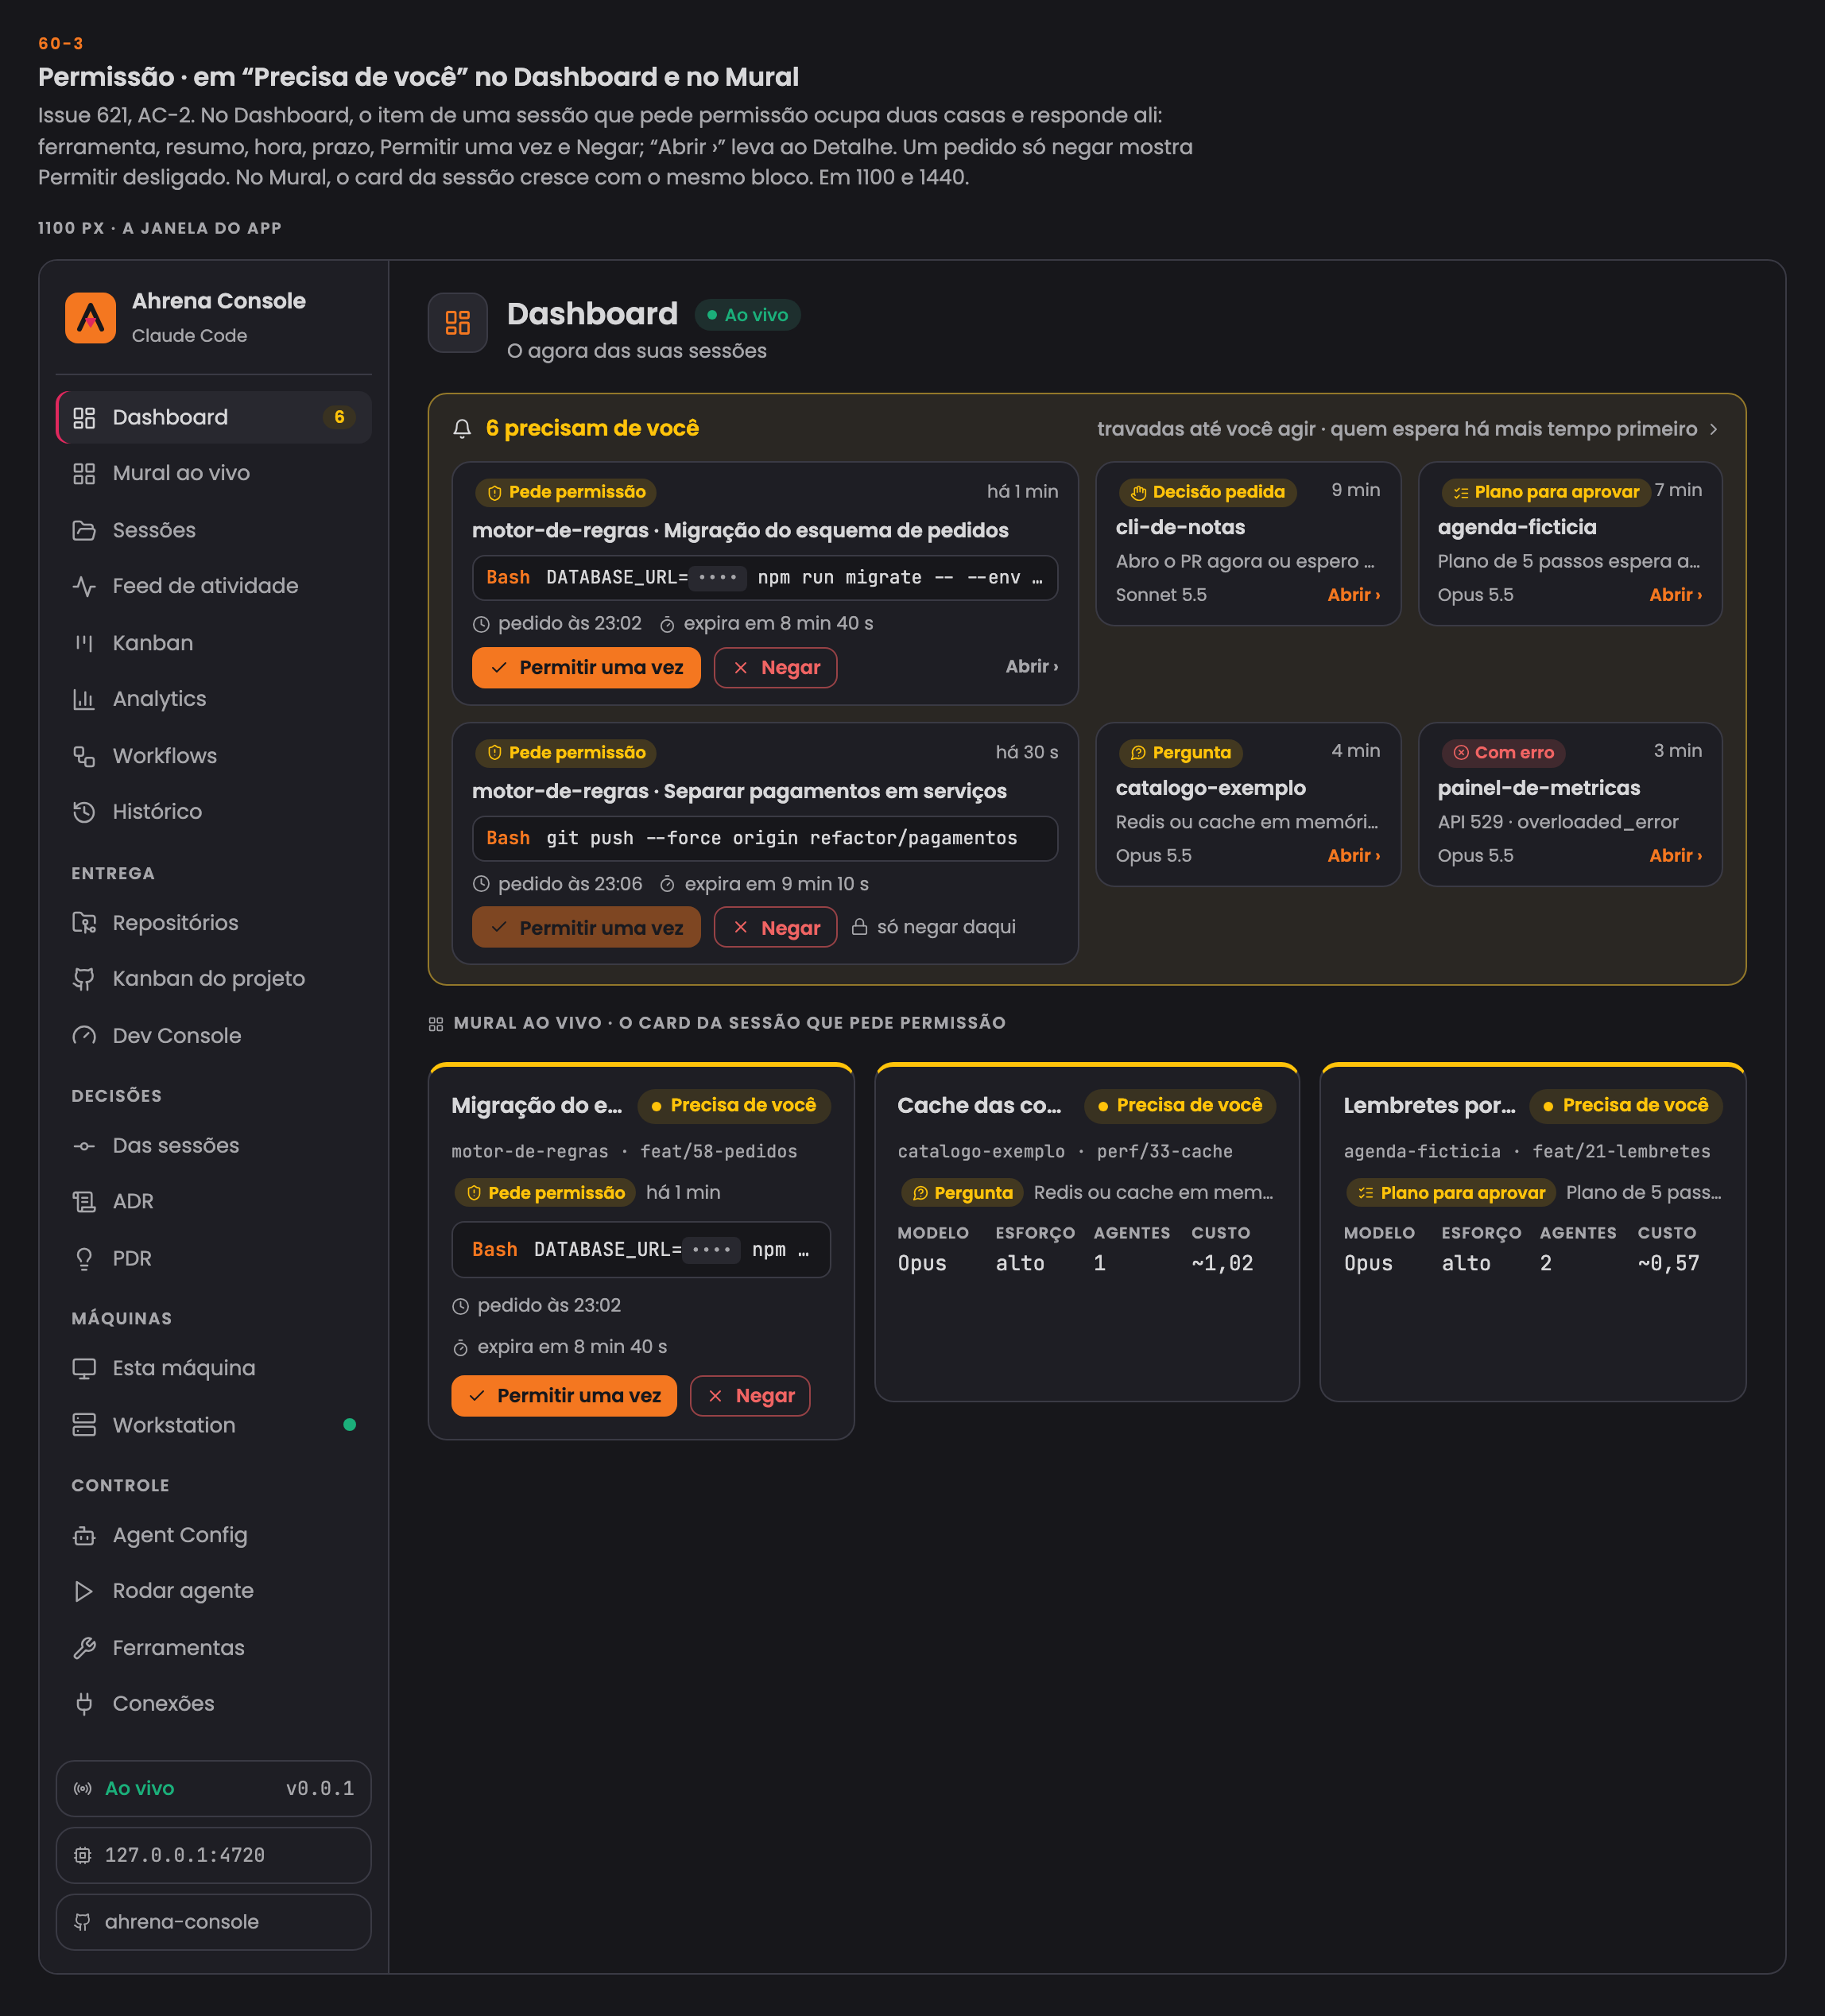 60-3
Permissão · em “Precisa de você” no Dashboard e no Mural
Issue 621, AC-2. No Dashboard, o item de uma sessão que pede permissão ocupa duas casas e responde ali:
ferramenta, resumo, hora, prazo, Permitir uma vez e Negar; “Abrir ›” leva ao Detalhe. Um pedido só negar mostra
Permitir desligado. No Mural, o card da sessão cresce com o mesmo bloco. Em 1100 e 1440.
1100 PX · A JANELA DO APP
Ahrena Console
Claude Code
Dashboard 6
Mural ao vivo
Sessões
Feed de atividade
Kanban
Analytics
Workflows
Histórico
ENTREGA
Repositórios
Kanban do projeto
Dev Console
DECISÕES
Das sessões
ADR
PDR
MÁQUINAS
Esta máquina
Workstation
CONTROLE
Agent Config
Rodar agente
Ferramentas
Conexões
Ao vivo v0.0.1
127.0.0.1:4720
ahrena-console
Dashboard Ao vivo
O agora das suas sessões
6 precisam de você travadas até você agir · quem espera há mais tempo primeiro ›
Pede permissão há 1 min
motor-de-regras · Migração do esquema de pedidos
Bash DATABASE_URL=•••• npm run migrate -- --env …
pedido às 23:02 expira em 8 min 40 s
Permitir uma vez Negar Abrir ›
Decisão pedida 9 min
cli-de-notas
Abro o PR agora ou espero …
Sonnet 5.5 Abrir ›
Plano para aprovar 7 min
agenda-ficticia
Plano de 5 passos espera a…
Opus 5.5 Abrir ›
Pede permissão há 30 s
motor-de-regras · Separar pagamentos em serviços
Bash git push --force origin refactor/pagamentos
pedido às 23:06 expira em 9 min 10 s
Permitir uma vez Negar só negar daqui
Pergunta 4 min
catalogo-exemplo
Redis ou cache em memóri…
Opus 5.5 Abrir ›
Com erro 3 min
painel-de-metricas
API 529 · overloaded_error
Opus 5.5 Abrir ›
MURAL AO VIVO · O CARD DA SESSÃO QUE PEDE PERMISSÃO
Migração do e… Precisa de você
motor-de-regras · feat/58-pedidos
Pede permissão há 1 min
Bash DATABASE_URL=•••• npm …
pedido às 23:02
expira em 8 min 40 s
Permitir uma vez Negar
Cache das co… Precisa de você
catalogo-exemplo · perf/33-cache
Pergunta Redis ou cache em mem…
MODELO ESFORÇO AGENTES CUSTO
Opus alto 1 ~1,02
Lembretes por… Precisa de você
agenda-ficticia · feat/21-lembretes
Plano para aprovar Plano de 5 pass…
MODELO ESFORÇO AGENTES CUSTO
Opus alto 2 ~0,57